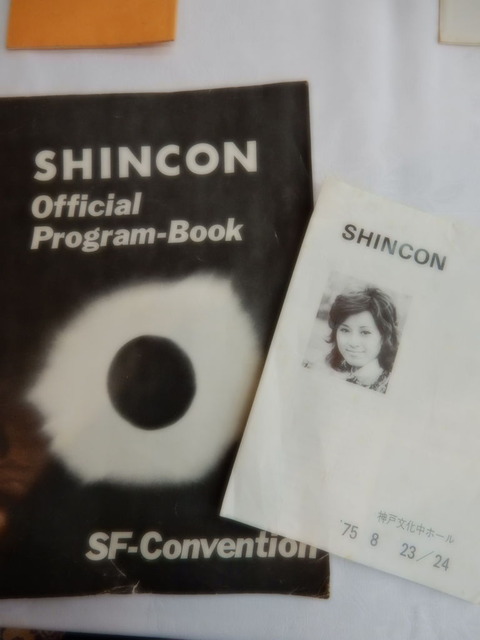 SHINCON
Official
Program-Book
SF-Convention
SHINCON
神戸文化中ホール
'75 8 23/24